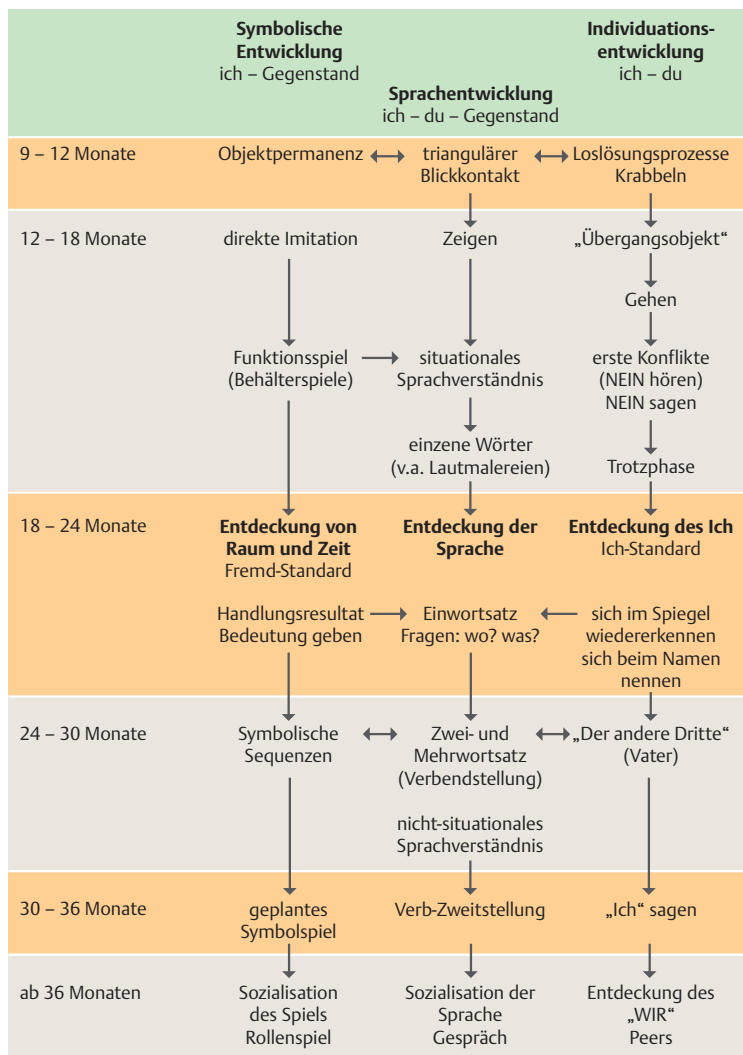 Symbolische
Entwicklung
ich – Gegenstand
Sprachentwicklung
ich – du – Gegenstand
Individuations-
entwicklung
ich – du
9 – 12 Monate
Objektpermanenz
triangulärer
Blickkontakt
Loslösungsprozesse
Krabbeln
12 – 18 Monate
direkte Imitation
Zeigen
„Übergangsobjekt“
Gehen
Funktionsspiel
(Behälterspiele)
situationales
Sprachverständnis
erste Konflikte
(NEIN hören)
NEIN sagen
einzene Wörter
(v.a. Lautmalereien)
Trotzphase
18 – 24 Monate
Entdeckung von
Raum und Zeit
Fremd-Standard
Entdeckung der
Sprache
Entdeckung des Ich
Ich-Standard
Handlungsresultat
Bedeutung geben
Einwortsatz
Fragen: wo? was?
sich im Spiegel
wiedererkennen
sich beim Namen
nennen
24 – 30 Monate
Symbolische
Sequenzen
Zwei- und
Mehrwortsatz
(Verbendstellung)
„Der andere Dritte“
(Vater)
nicht-situationales
Sprachverständnis
30 – 36 Monate
geplantes
Symbolspiel
Verb-Zweitstellung
„Ich“ sagen
ab 36 Monaten
Sozialisation
des Spiels
Rollenspiel
Sozialisation der
Sprache
Gespräch
Entdeckung des
„WIR“
Peers